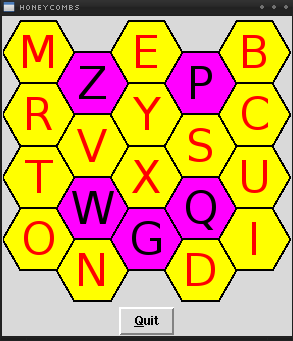 HONEYCOMBS
M E B
Z P
R Y C
V S
T X U
W Q
O G I
N D
Quit